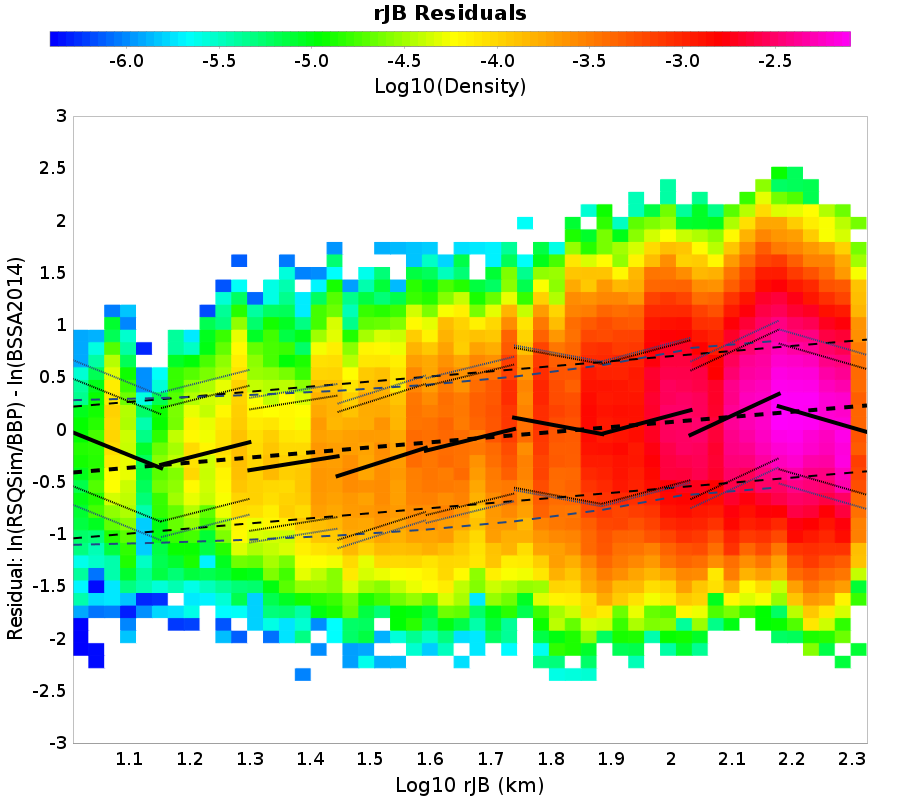 rJB Residuals
-6.0 -5.5 -5.0 -4.5 -4.0 -3.5 -3.0 -2.5
Log10(Density)
3
2.5
2
1.5
1
0.5
0
-0.5
-1
-1.5
-2
-2.5
-3
Residual: ln(RSQSim/BBP) - ln(BSSA2014)
1.1 1.2 1.3 1.4 1.5 1.6 1.7 1.8 1.9 2 2.1 2.2 2.3
Log10 rJB (km)